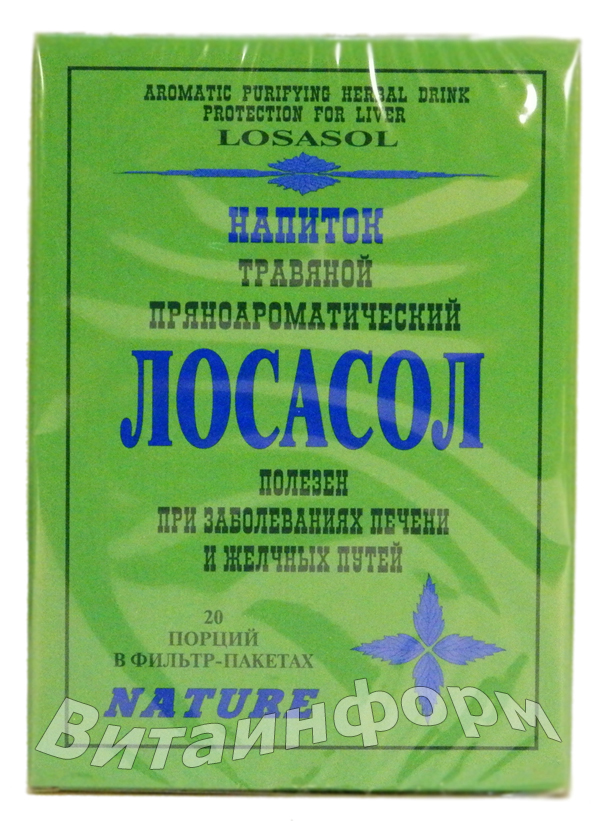 AROMATIC PURIFYING HERBAL DRINK
PROTECTION FOR LIVER
LOSASOL
НАПИТОК
ТРАВЯНОЙ
ПРЯНОАРОМАТИЧЕСКИЙ
ЛОСАСОЛ
ПОЛЕЗЕН
ПРИ ЗАБОЛЕВАНИЯХ ПЕЧЕНИ
И ЖЕЛЧНЫХ ПУТЕЙ
20
ПОРЦИЙ
В ФИЛЬТР-ПАКЕТАХ
NATURE
Витаинформ